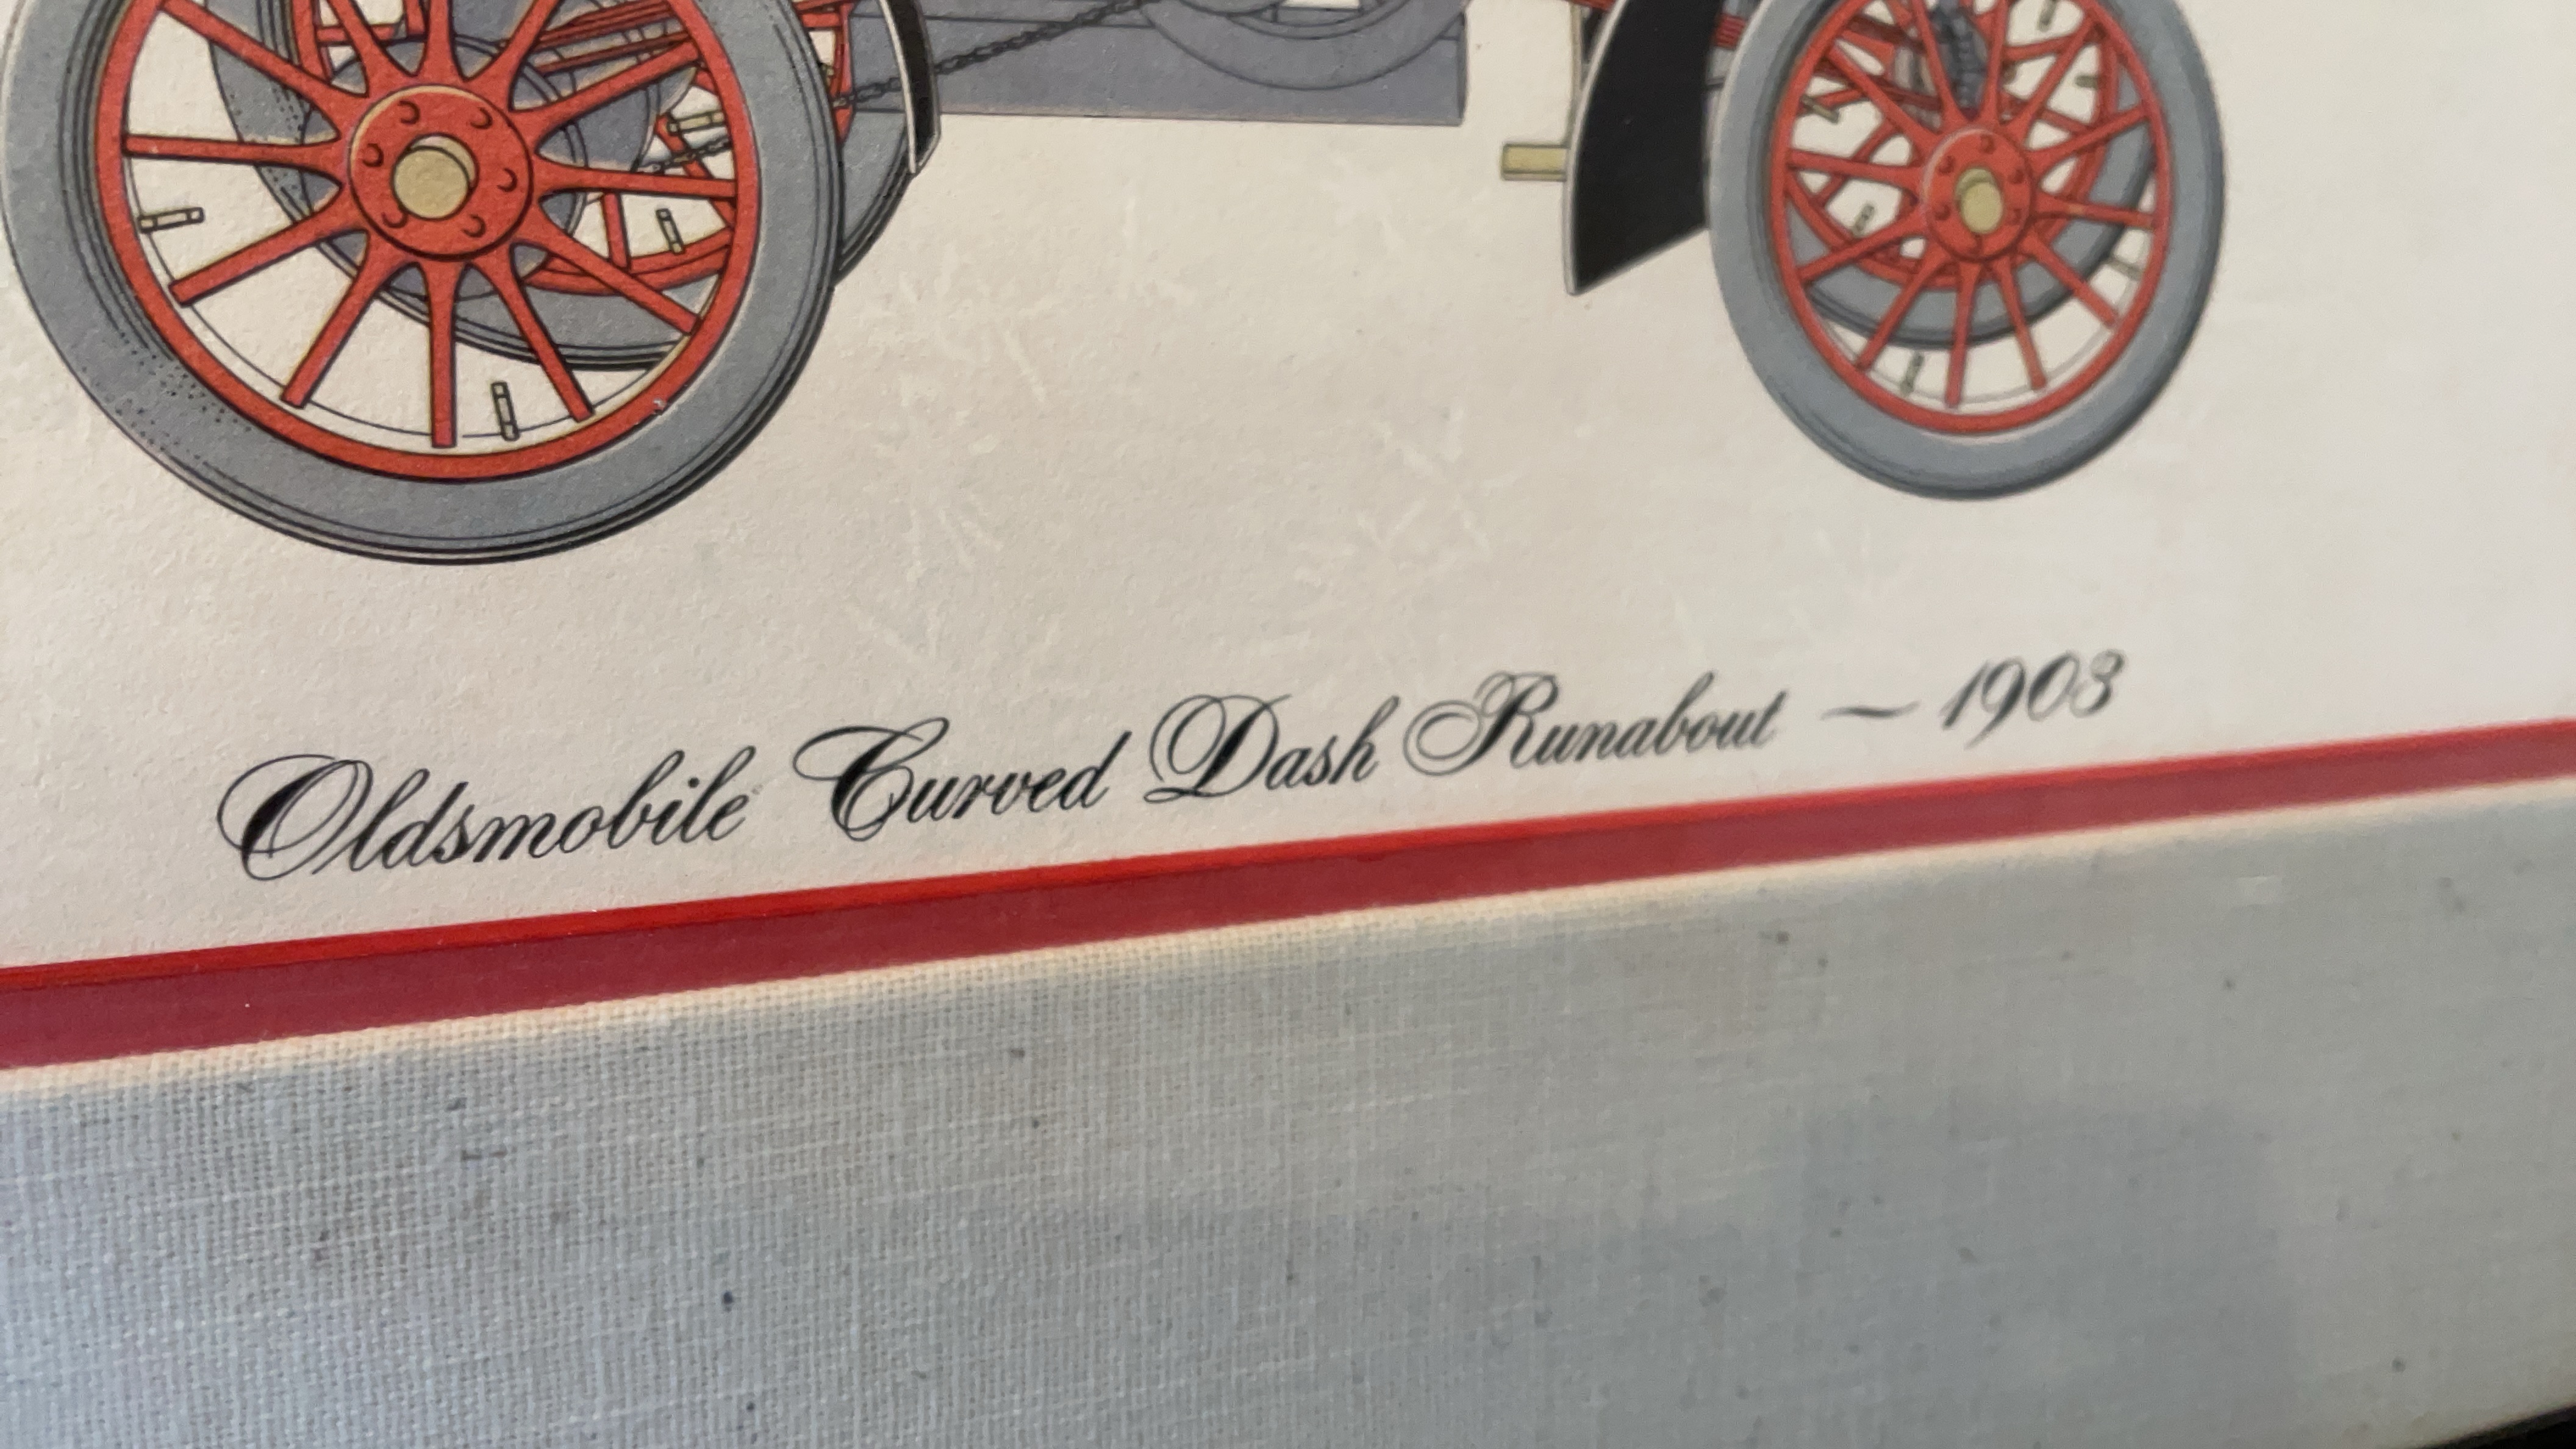 Oldsmobile Curved Dash Runabout — 1903